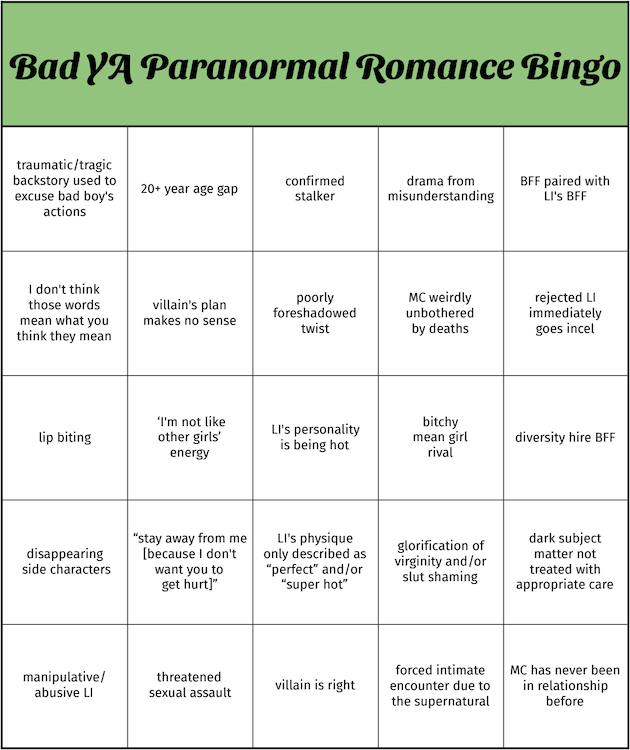 Bad YA Paranormal Romance Bingo
traumatic/tragic
backstory used to
excuse bad boy's
actions
20+ year age gap
confirmed
stalker
drama from
misunderstanding
BFF paired with
LI's BFF
I don't think
those words
mean what you
think they mean
villain's plan
makes no sense
poorly
foreshadowed
twist
MC weirdly
unbothered
by deaths
rejected LI
immediately
goes incel
lip biting
‘I'm not like
other girls’
energy
LI's personality
is being hot
bitchy
mean girl
rival
diversity hire BFF
disappearing
side characters
“stay away from me
[because I don't
want you to
get hurt]”
LI's physique
only described as
“perfect” and/or
“super hot”
glorification of
virginity and/or
slut shaming
dark subject
matter not
treated with
appropriate care
manipulative/
abusive LI
threatened
sexual assault
villain is right
forced intimate
encounter due to
the supernatural
MC has never been
in relationship
before